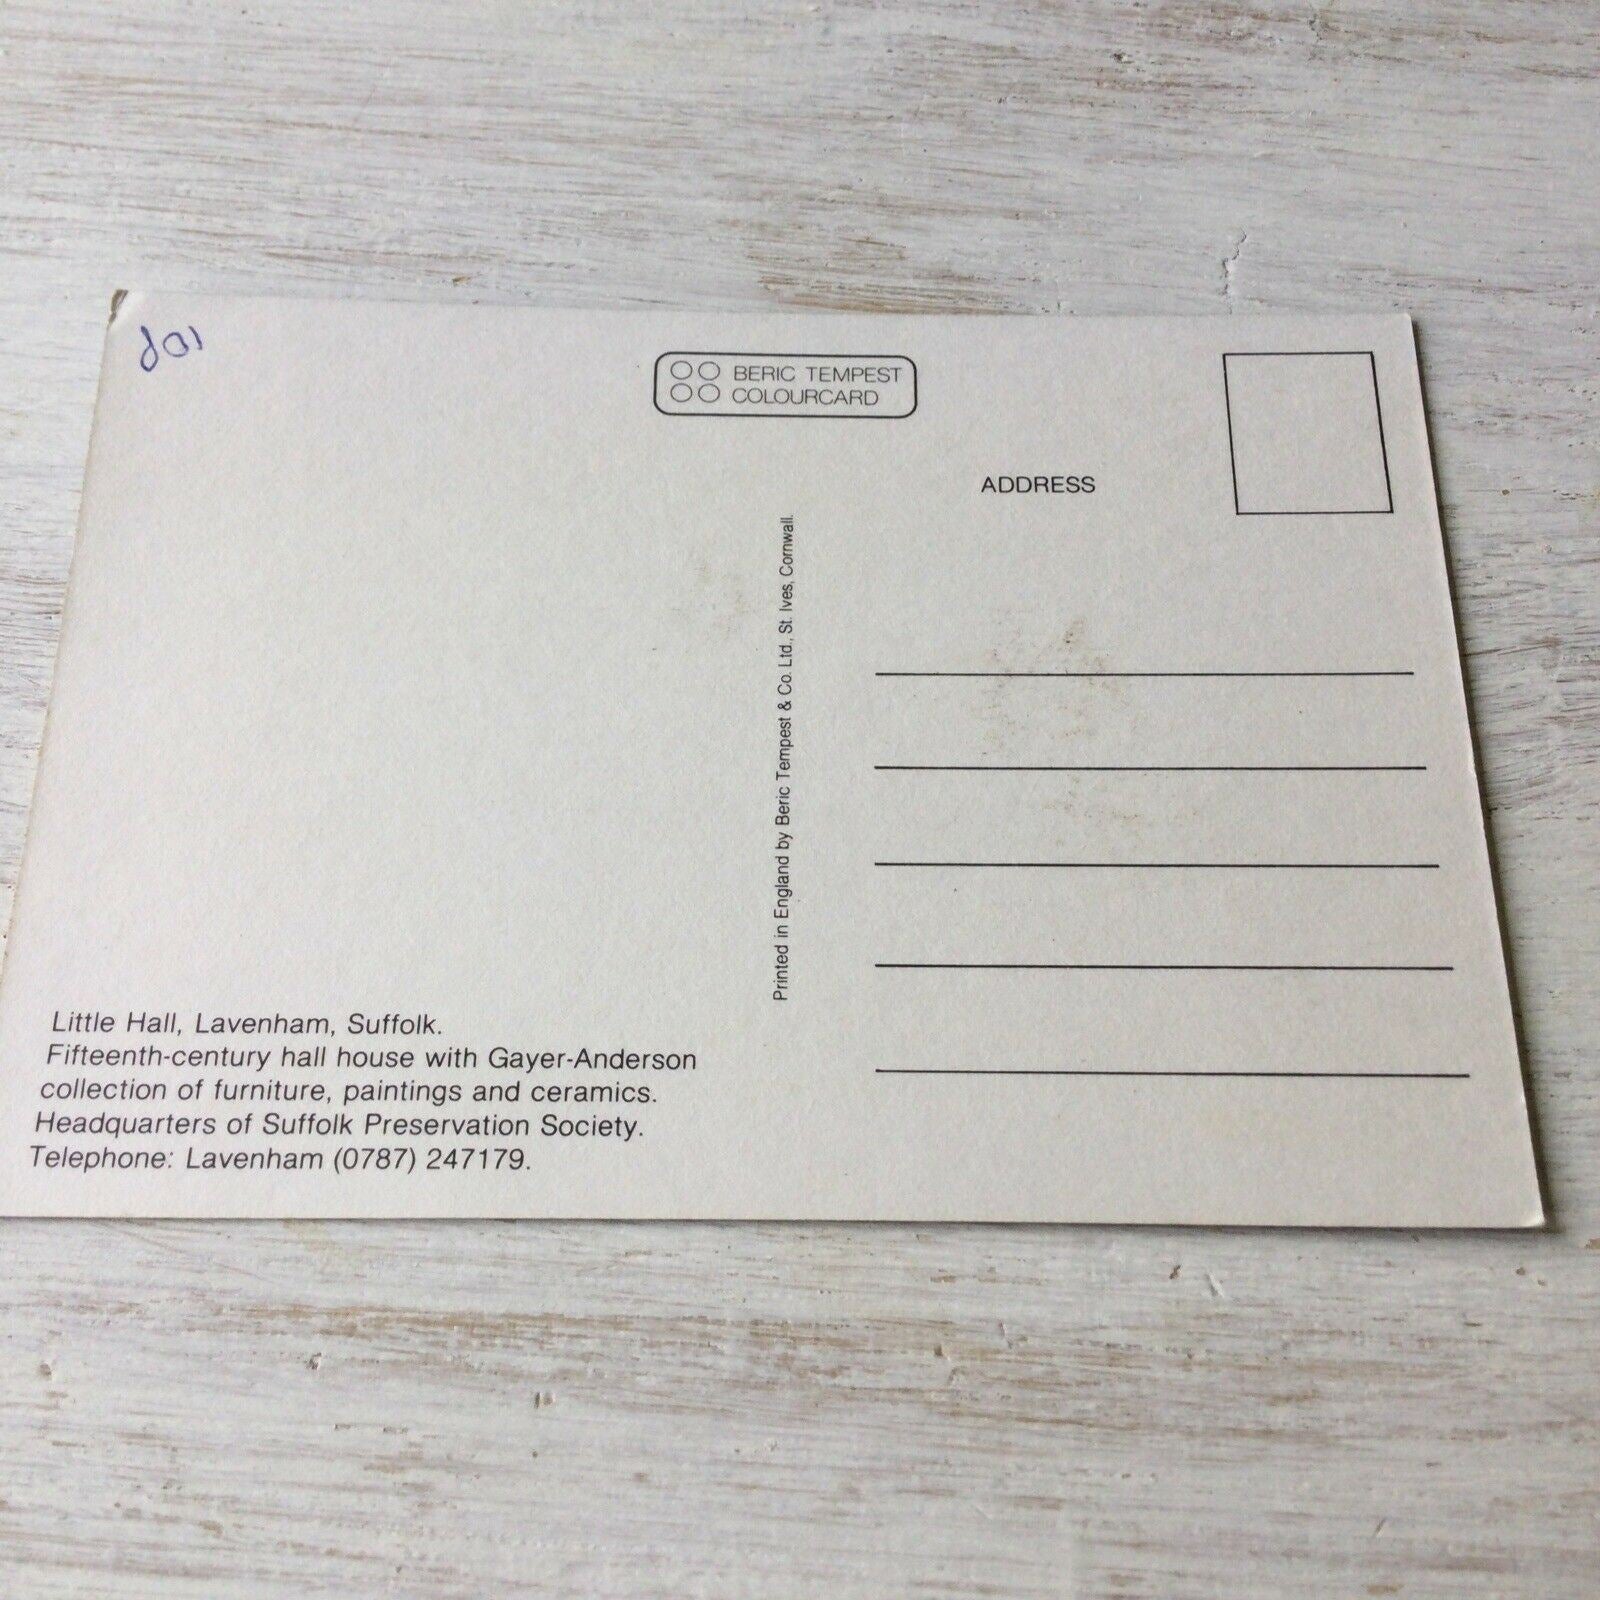 10p
BERIC TEMPEST
COLOURCARD
ADDRESS
Printed in England by Beric Tempest & Co. Ltd., St. Ives, Cornwall.
Little Hall, Lavenham, Suffolk.
Fifteenth-century hall house with Gayer-Anderson
collection of furniture, paintings and ceramics.
Headquarters of Suffolk Preservation Society.
Telephone: Lavenham (0787) 247179.